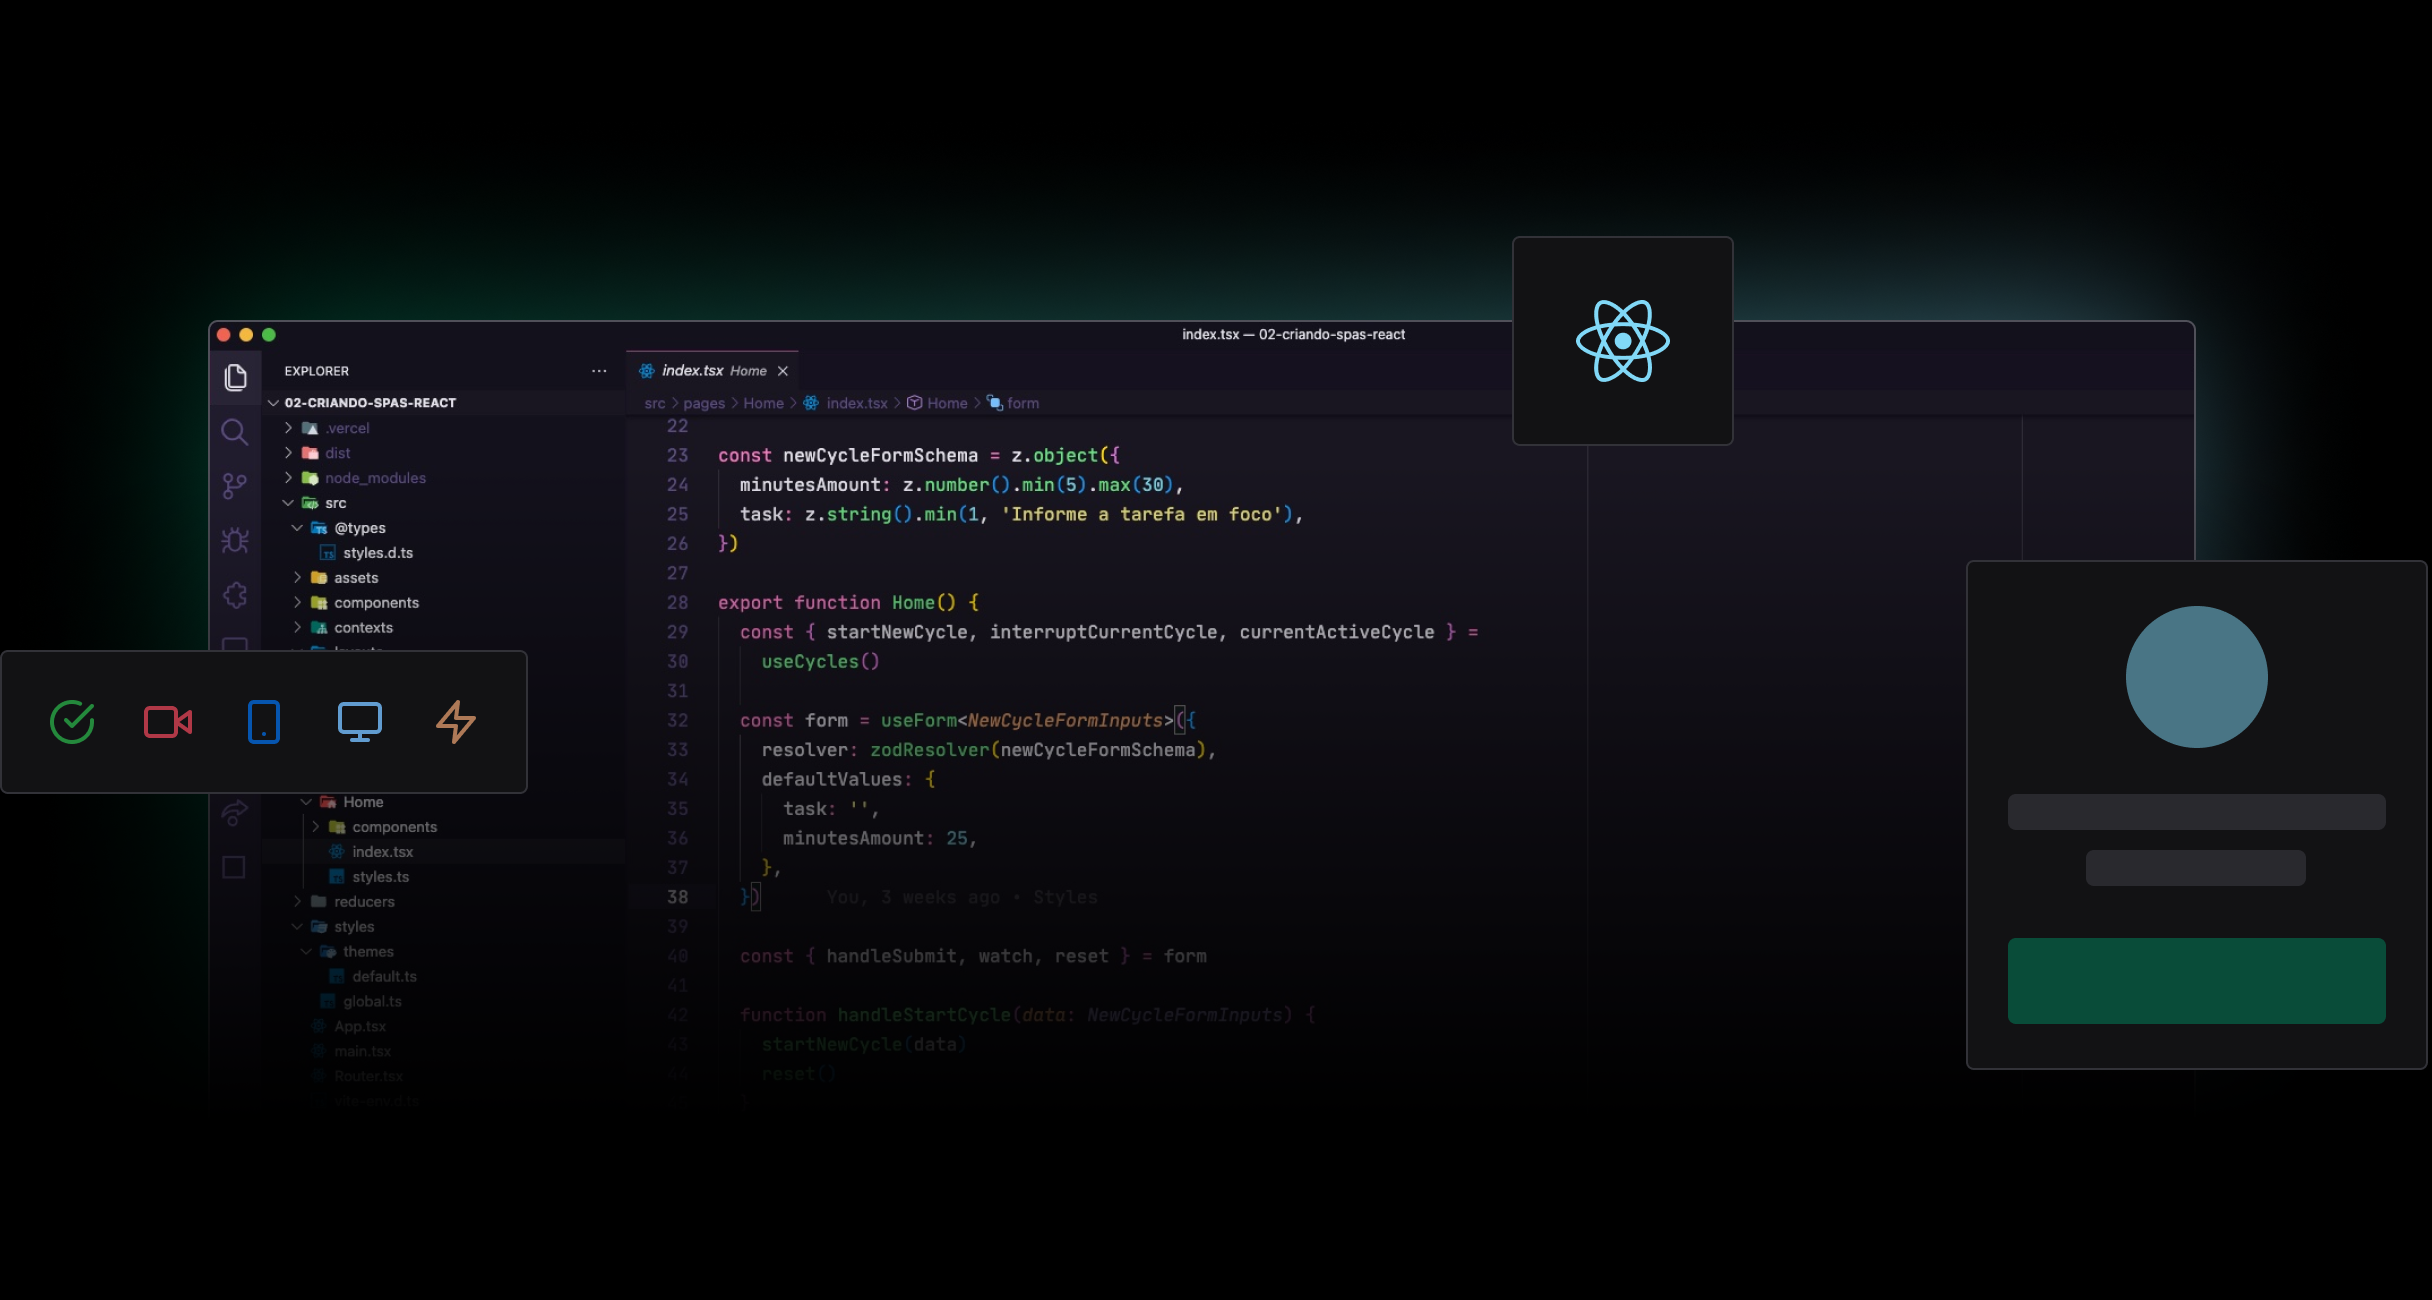 index.tsx — 02-criando-spas-react
EXPLORER
02-CRIANDO-SPAS-REACT
.vercel
dist
node_modules
src
@types
styles.d.ts
assets
components
contexts
Home
components
index.tsx
styles.ts
reducers
styles
themes
default.ts
global.ts
App.tsx
main.tsx
Router.tsx
vite-env.d.ts
index.tsx Home
src > pages > Home > index.tsx > Home > form
22
23 const newCycleFormSchema = z.object({
24 minutesAmount: z.number().min(5).max(30),
25 task: z.string().min(1, 'Informe a tarefa em foco'),
26 })
27
28 export function Home() {
29 const { startNewCycle, interruptCurrentCycle, currentActiveCycle } =
30 useCycles()
31
32 const form = useForm<NewCycleFormInputs>({
33 resolver: zodResolver(newCycleFormSchema),
34 defaultValues: {
35 task: '',
36 minutesAmount: 25,
37 },
38 }) You, 3 weeks ago • Styles
39
40 const { handleSubmit, watch, reset } = form
41
42 function handleStartCycle(data: NewCycleFormInputs) {
43 startNewCycle(data)
44 reset()
}